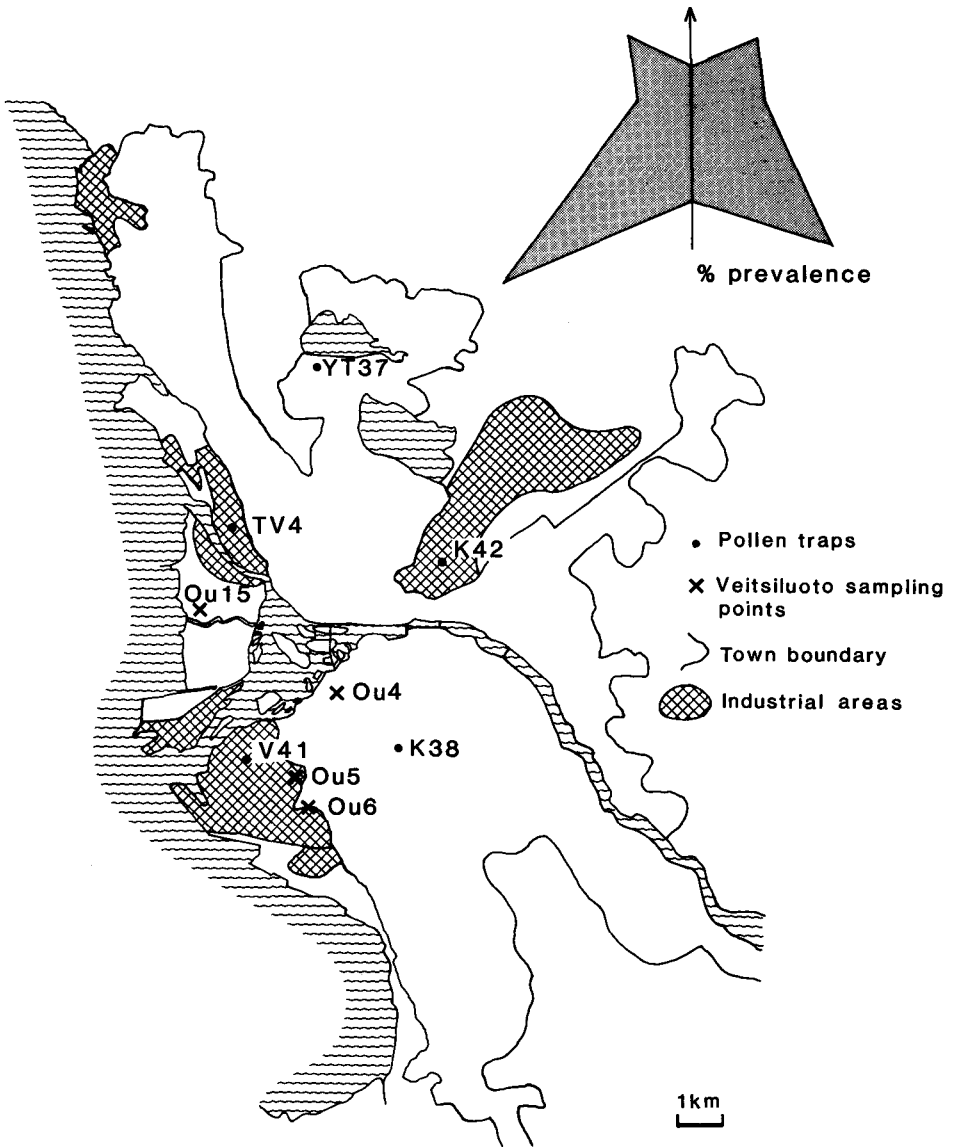 % prevalence
YT37
TV4
K42
Pollen traps
Ou15
Veitsiluoto sampling
points
Town boundary
Ou4
Industrial areas
V41
K38
Ou5
Ou6
1km